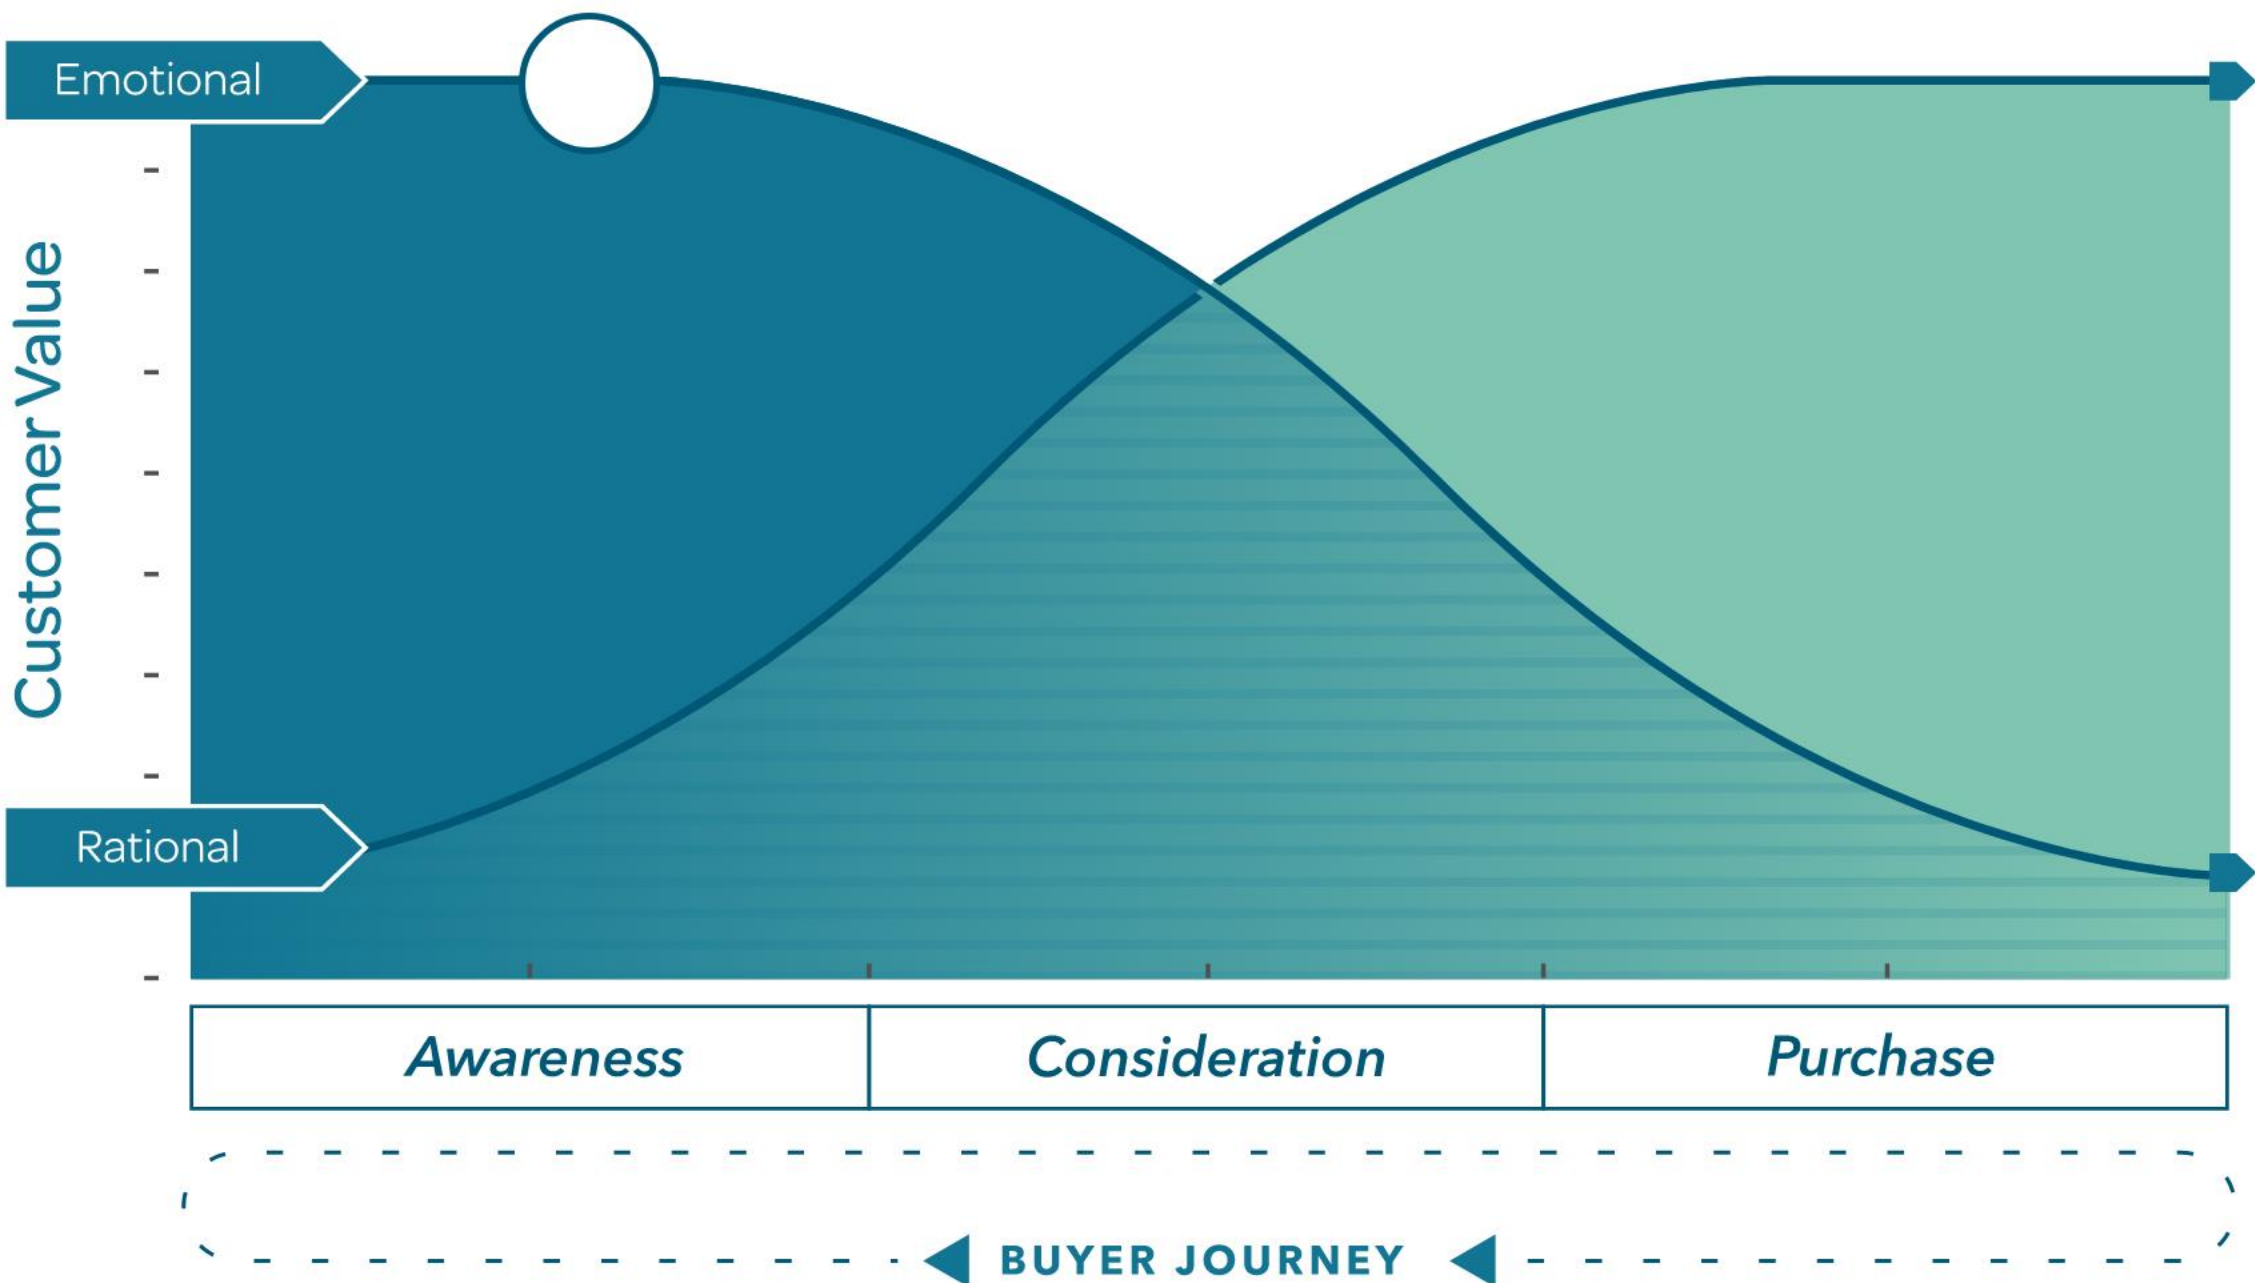 Emotional
Customer Value
Rational
Awareness
Consideration
Purchase
BUYER JOURNEY